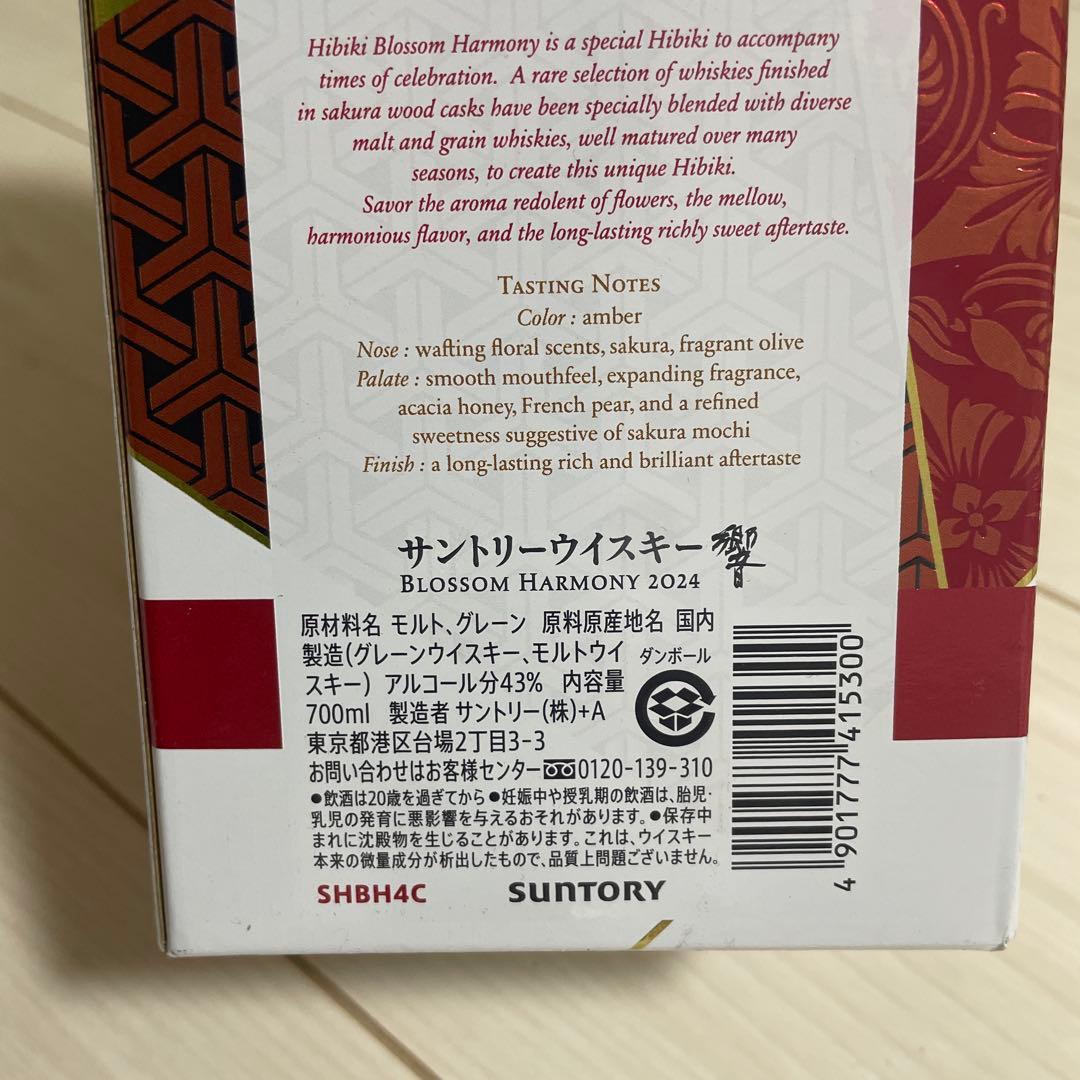 Hibiki Blossom Harmony is a special Hibiki to accompany
times of celebration. A rare selection of whiskies finished
in sakura wood casks have been specially blended with diverse
malt and grain whiskies, well matured over many
seasons, to create this unique Hibiki.
Savor the aroma redolent of flowers, the mellow,
harmonious flavor, and the long-lasting richly sweet aftertaste.
TASTING NOTES
Color : amber
Nose : wafting floral scents, sakura, fragrant olive
Palate : smooth mouthfeel, expanding fragrance,
acacia honey, French pear, and a refined
sweetness suggestive of sakura mochi
Finish : a long-lasting rich and brilliant aftertaste
サントリーウイスキー 響
BLOSSOM HARMONY 2024
原材料名 モルト、グレーン 原料原産地名 国内
製造(グレーンウイスキー、モルトウイ
スキー) アルコール分43% 内容量
700ml 製造者 サントリー(株)+A
東京都港区台場2丁目3-3
ダンボール
お問い合わせはお客様センター 0120-139-310
●飲酒は20歳を過ぎてから ●妊娠中や授乳期の飲酒は、胎児・
乳児の発育に悪影響を与えるおそれがあります。●保存中
まれに沈殿物を生じることがあります。これは、ウイスキー
本来の微量成分が析出したもので、品質上問題ございません。
SHBH4C SUNTORY
4 901777 415300